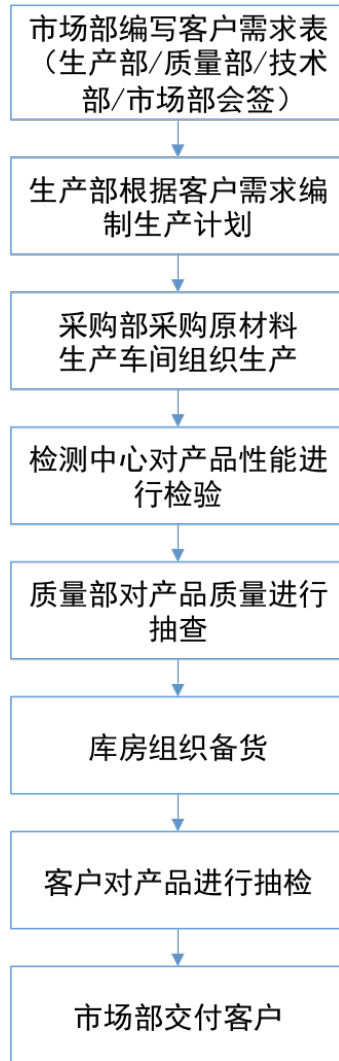 市场部编写客户需求表
（生产部/质量部/技术
部/市场部会签）
生产部根据客户需求编
制生产计划
采购部采购原材料
生产车间组织生产
检测中心对产品性能进
行检验
质量部对产品质量进行
抽查
库房组织备货
客户对产品进行抽检
市场部交付客户